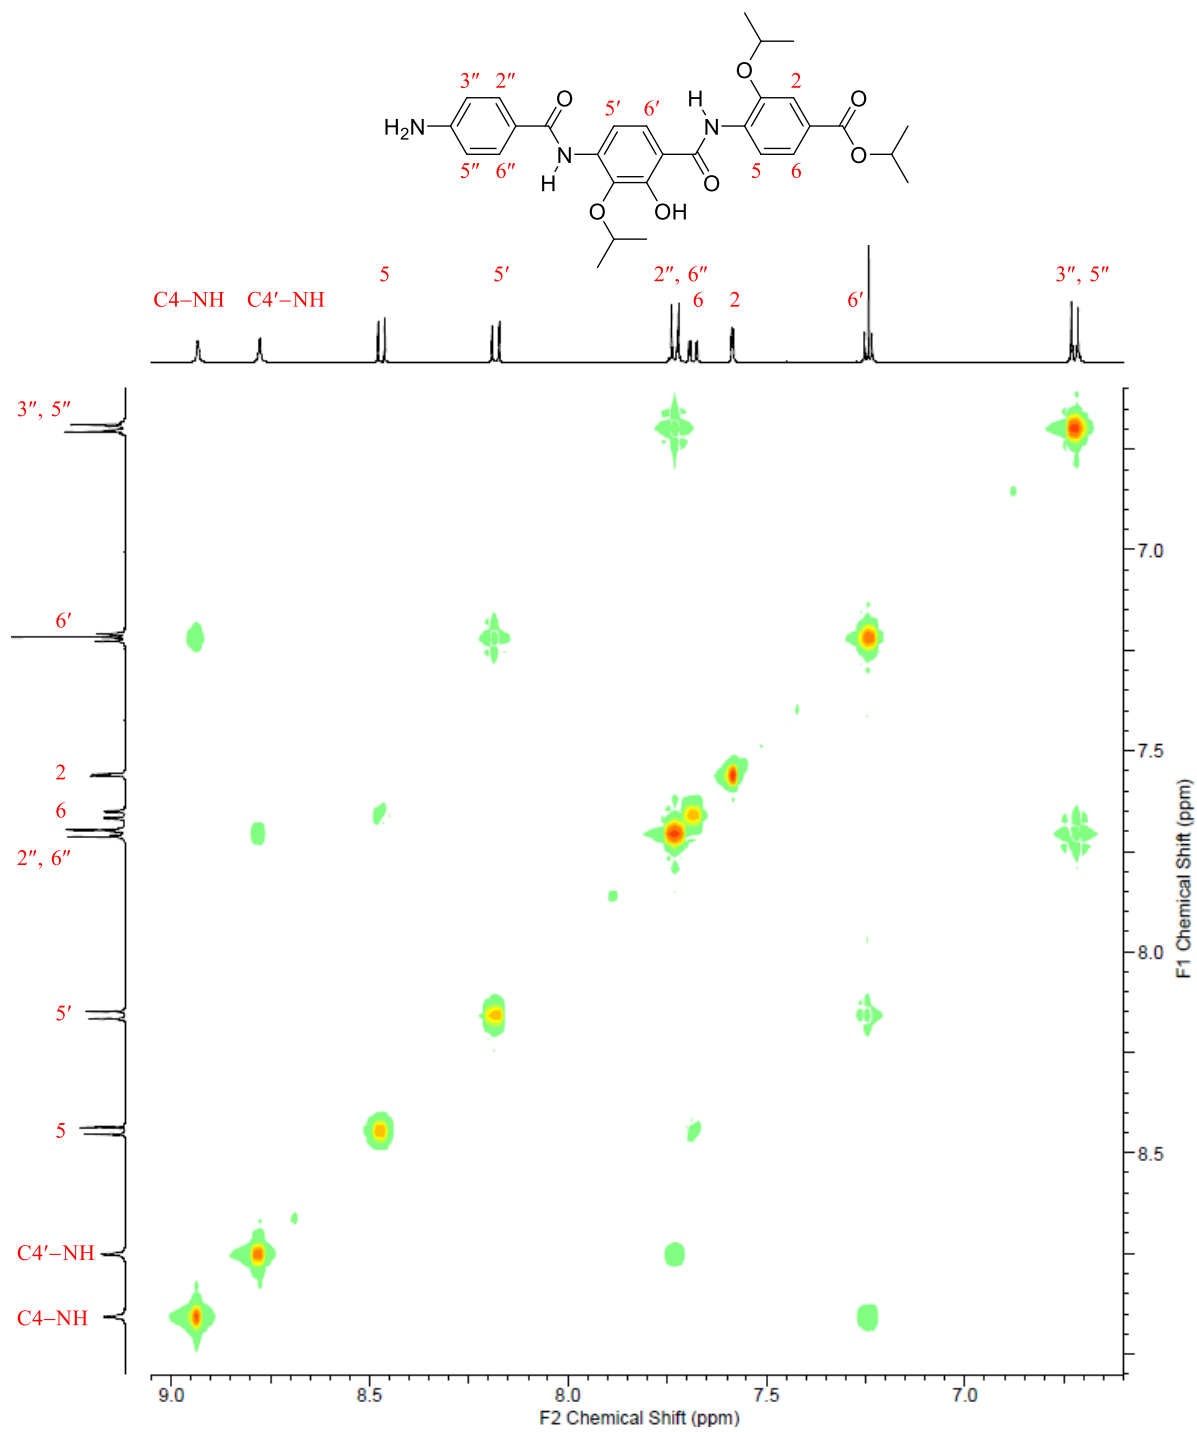 O
3″ 2″
H
O
2
O
5′ 6′
H₂N
N
N
O
5″ 6″
H
O
5 6
O
O
OH
5
5′
2″, 6″
3″, 5″
C4–NH
C4′–NH
6
2
6′
3″, 5″
6′
2
6
2″, 6″
5′
5
C4′–NH
C4–NH
7.0
7.5
8.0
8.5
F1 Chemical Shift (ppm)
9.0 8.5 8.0 7.5 7.0
F2 Chemical Shift (ppm)